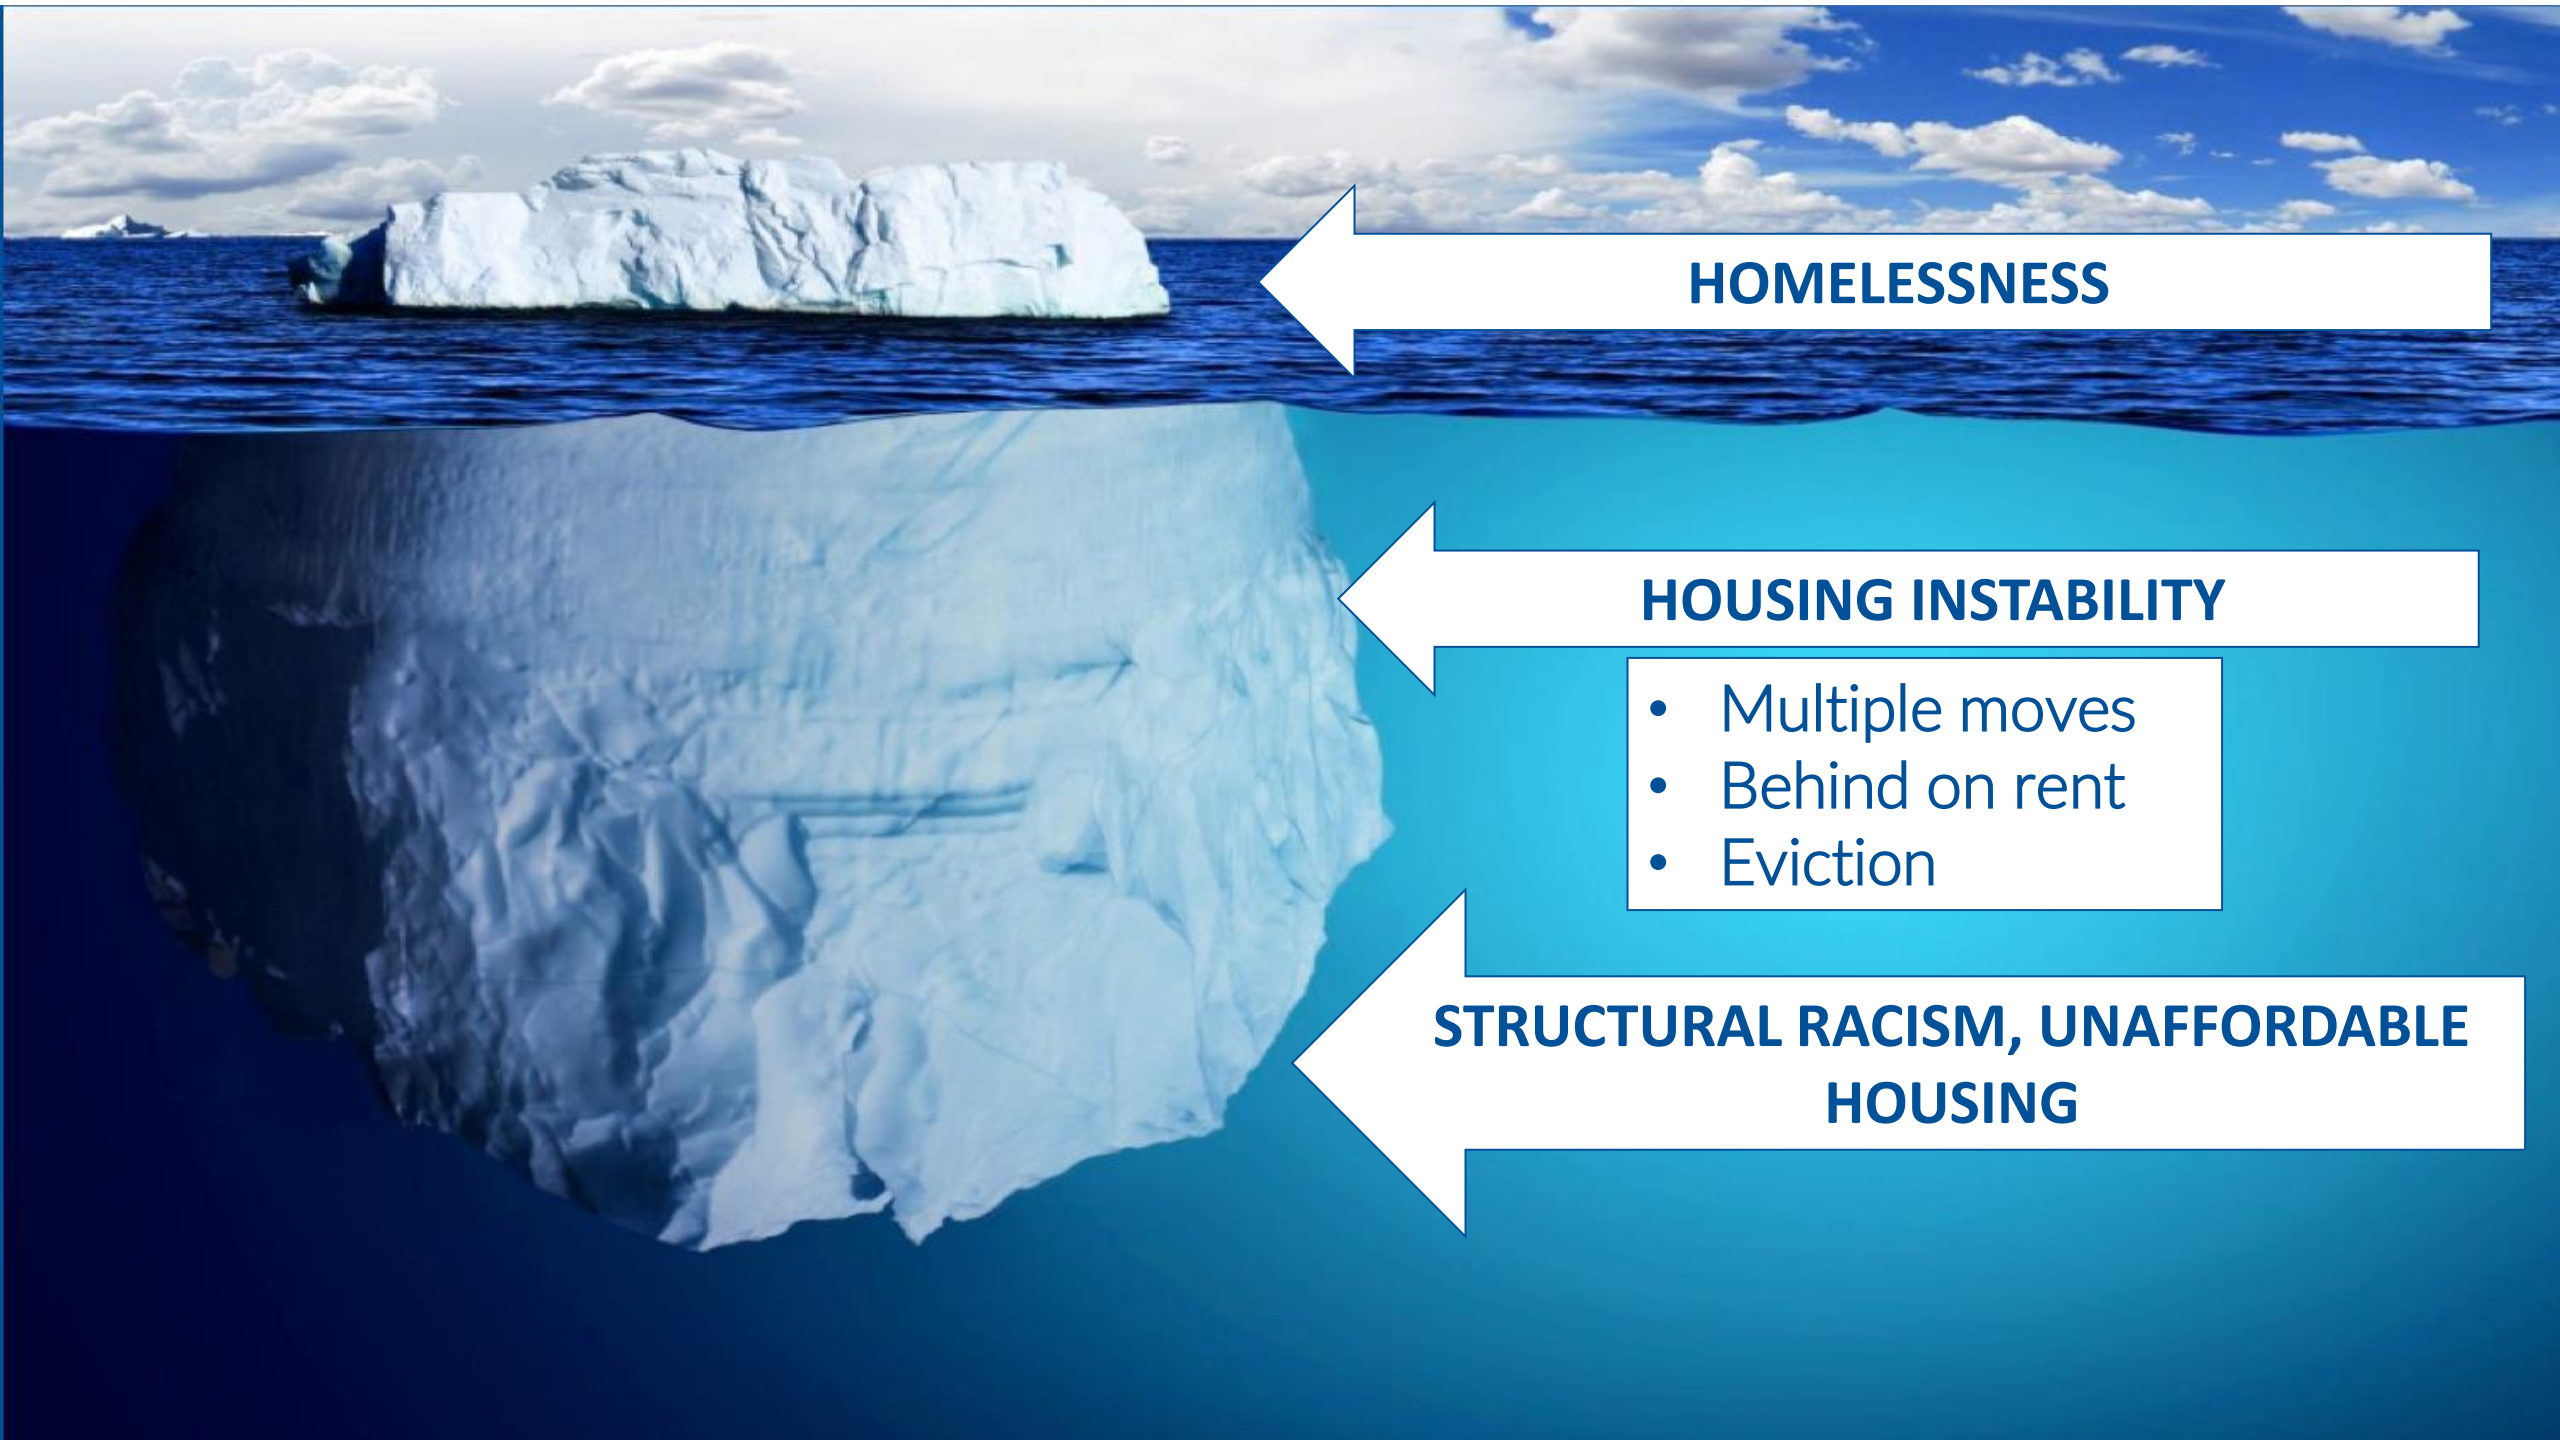 HOMELESSNESS
HOUSING INSTABILITY
• Multiple moves
• Behind on rent
• Eviction
STRUCTURAL RACISM, UNAFFORDABLE
HOUSING